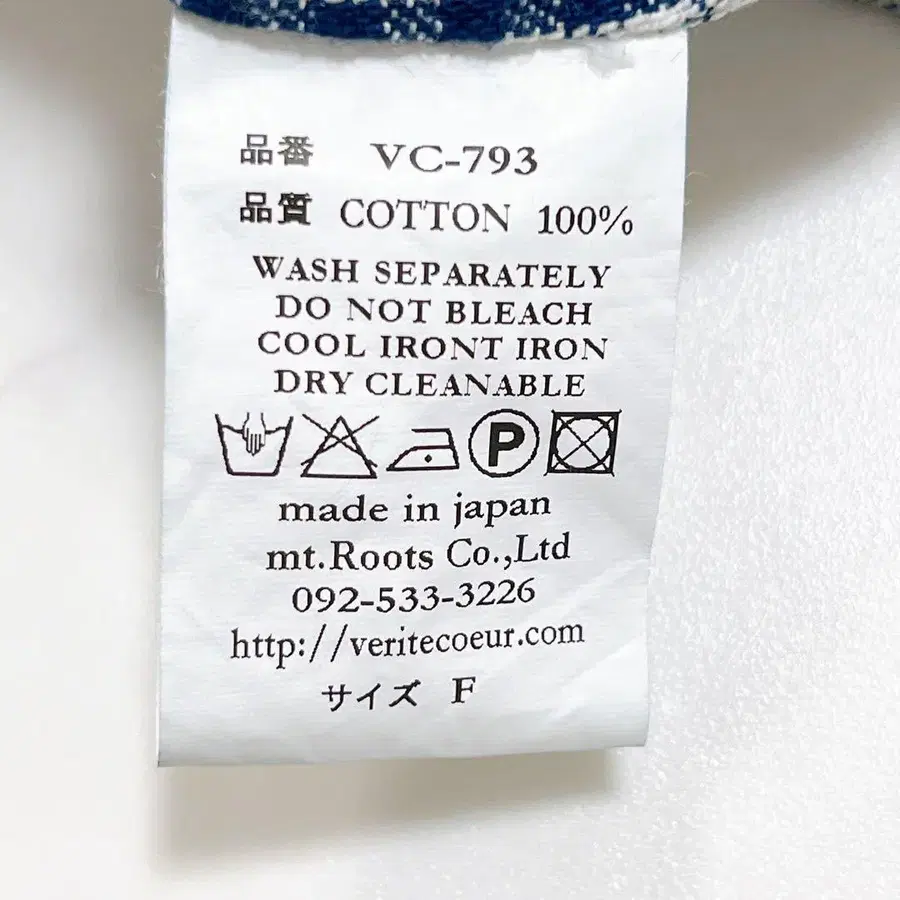 品番 VC-793
品質 COTTON 100%
WASH SEPARATELY
DO NOT BLEACH
COOL IRONT IRON
DRY CLEANABLE
P
made in japan
mt.Roots Co.,Ltd
092-533-3226
http://veritecoeur.com
サイズ F